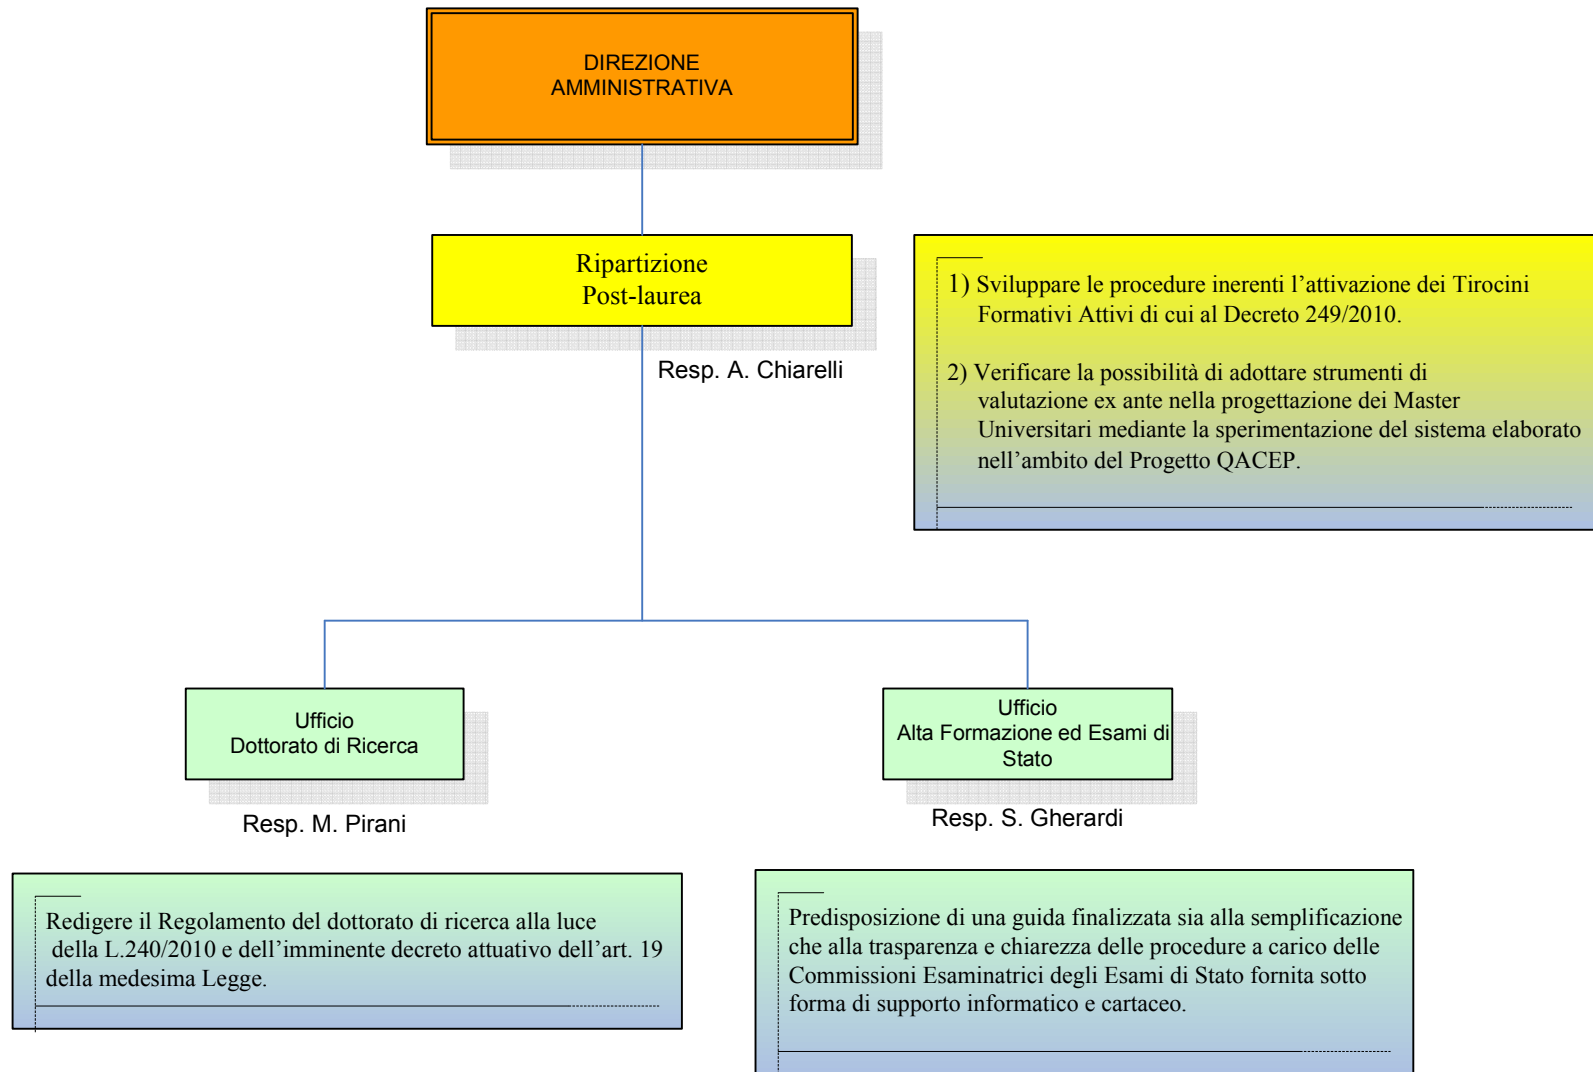 DIREZIONE
AMMINISTRATIVA
Ripartizione
Post-laurea
Resp. A. Chiarelli
1) Sviluppare le procedure inerenti l’attivazione dei Tirocini
Formativi Attivi di cui al Decreto 249/2010.
2) Verificare la possibilità di adottare strumenti di
valutazione ex ante nella progettazione dei Master
Universitari mediante la sperimentazione del sistema elaborato
nell’ambito del Progetto QACEP.
Ufficio
Dottorato di Ricerca
Resp. M. Pirani
Ufficio
Alta Formazione ed Esami di
Stato
Resp. S. Gherardi
Redigere il Regolamento del dottorato di ricerca alla luce
della L.240/2010 e dell’imminente decreto attuativo dell’art. 19
della medesima Legge.
Predisposizione di una guida finalizzata sia alla semplificazione
che alla trasparenza e chiarezza delle procedure a carico delle
Commissioni Esaminatrici degli Esami di Stato fornita sotto
forma di supporto informatico e cartaceo.